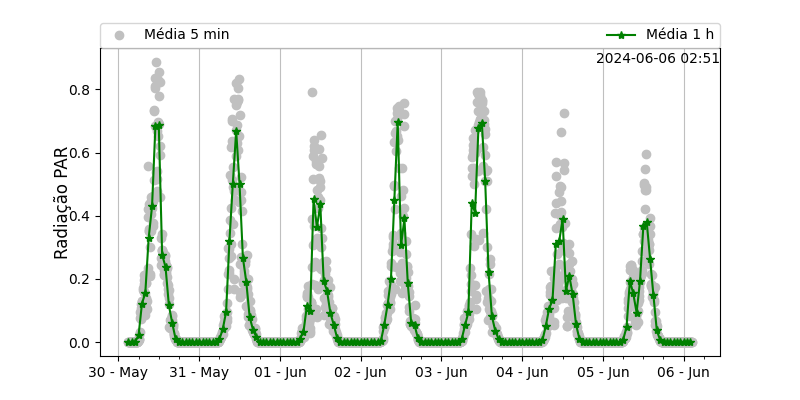 Média 5 min
Média 1 h
2024-06-06 02:51
Radiação PAR
0.8
0.6
0.4
0.2
0.0
30 - May
31 - May
01 - Jun
02 - Jun
03 - Jun
04 - Jun
05 - Jun
06 - Jun